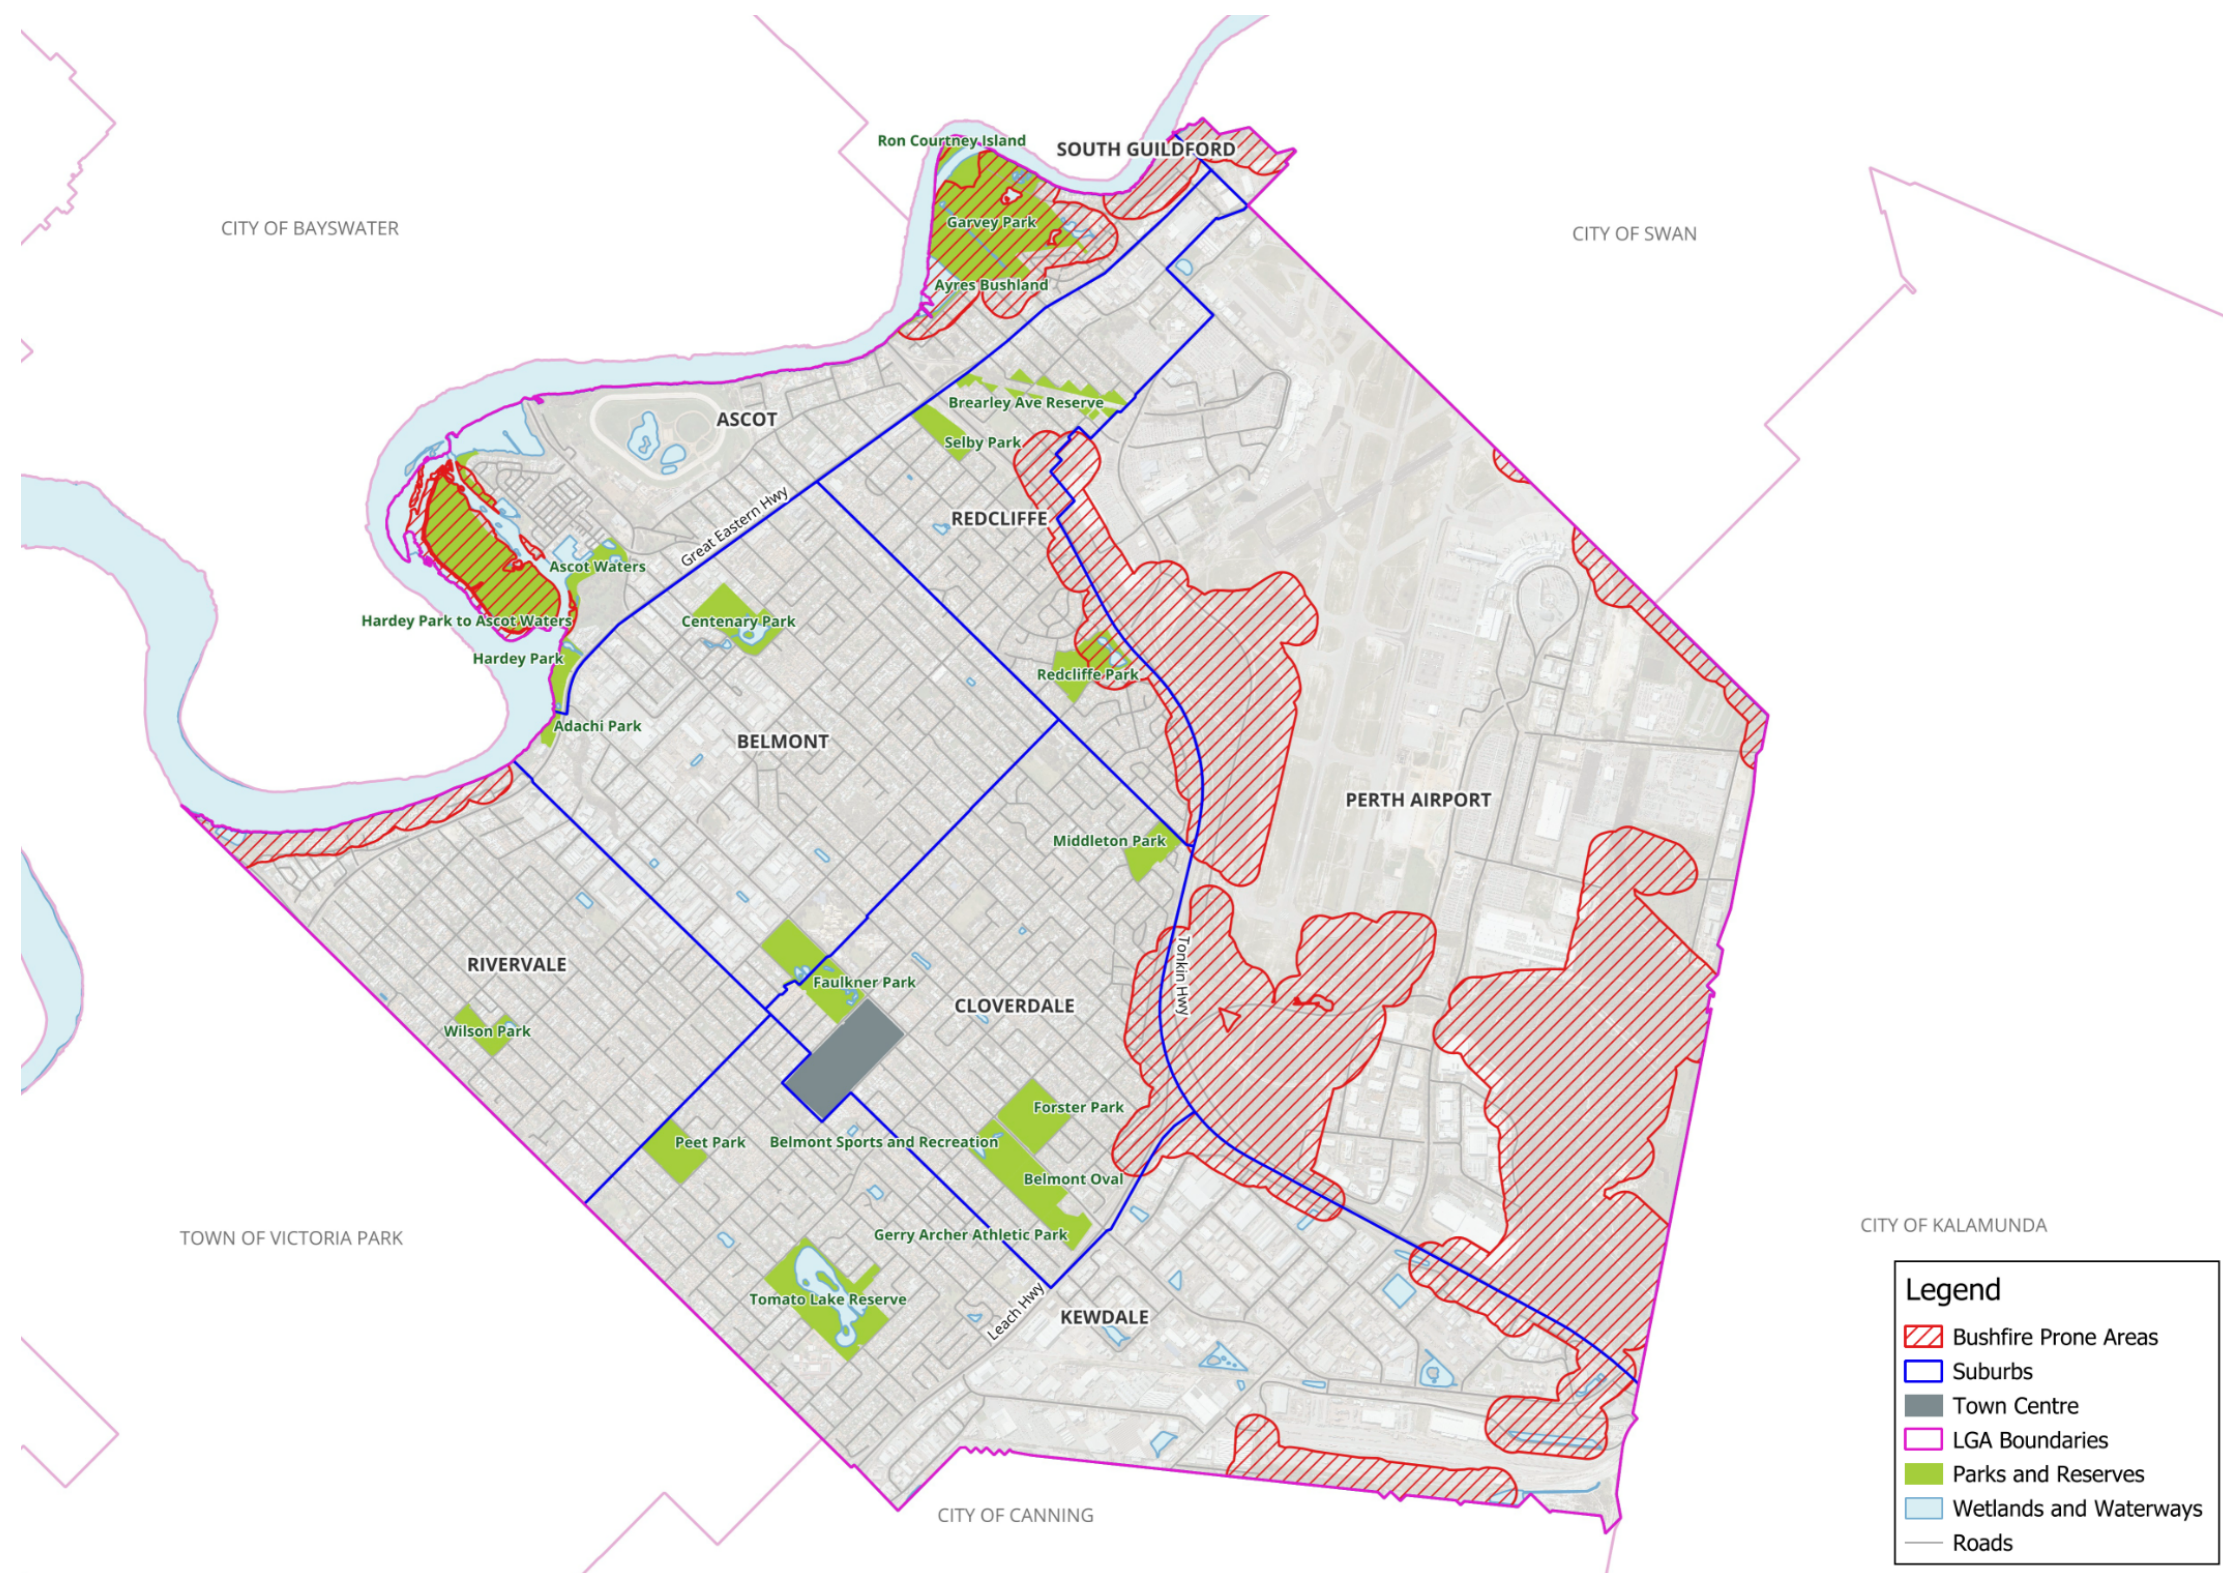 Ron Courtney Island
SOUTH GUILDFORD
CITY OF BAYSWATER
Garvey Park
CITY OF SWAN
Ayres Bushland
Brearley Ave Reserve
ASCOT
Selby Park
Great Eastern Hwy
REDCLIFFE
Ascot Waters
Hardey Park to Ascot Waters
Centenary Park
Hardey Park
Redcliffe Park
Adachi Park
BELMONT
PERTH AIRPORT
Middleton Park
RIVERVALE
Tonkin Hwy
Faulkner Park
CLOVERDALE
Wilson Park
Forster Park
Peet Park
Belmont Sports and Recreation
Belmont Oval
TOWN OF VICTORIA PARK
Gerry Archer Athletic Park
CITY OF KALAMUNDA
Tomato Lake Reserve
Leach Hwy
KEWDALE
CITY OF CANNING
Legend
Bushfire Prone Areas
Suburbs
Town Centre
LGA Boundaries
Parks and Reserves
Wetlands and Waterways
Roads